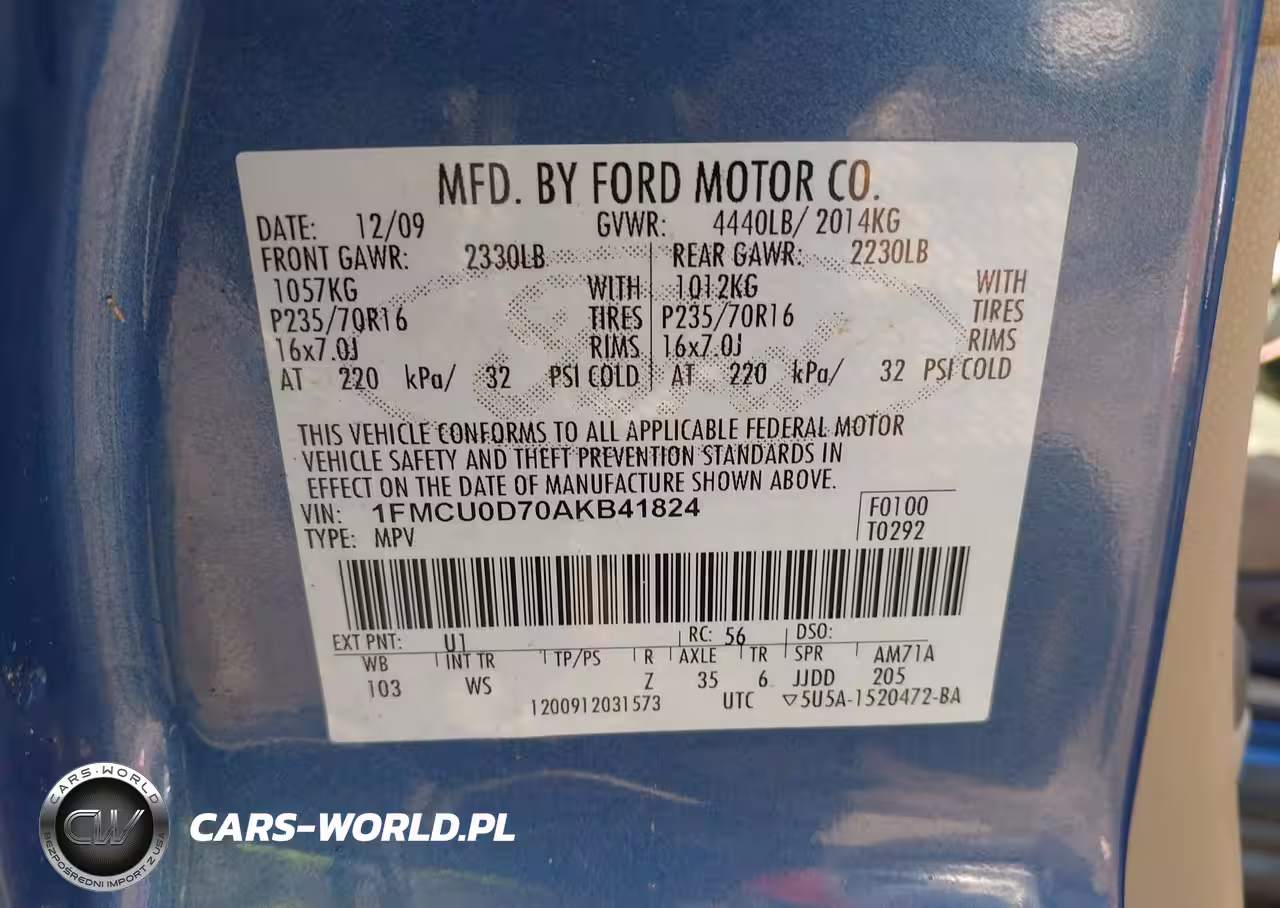 MFD. BY FORD MOTOR CO.
DATE: 12/09 GVWR: 4440LB/ 2014KG
FRONT GAWR: 2330LB REAR GAWR: 2230LB
1057KG WITH 1012KG WITH
P235/70R16 TIRES P235/70R16 TIRES
16x7.0J RIMS 16x7.0J RIMS
AT 220 kPa/ 32 PSI COLD AT 220 kPa/ 32 PSI COLD
THIS VEHICLE CONFORMS TO ALL APPLICABLE FEDERAL MOTOR
VEHICLE SAFETY AND THEFT PREVENTION STANDARDS IN
EFFECT ON THE DATE OF MANUFACTURE SHOWN ABOVE.
VIN: 1FMCU0D70AKB41824 F0100
TYPE: MPV T0292
EXT PNT: U1 RC: 56 DSO:
WB INT TR TP/PS R AXLE TR SPR AM71A
103 WS Z 35 6 JJDD 205
1200912031573 UTC ▽5U5A-1520472-BA
CARS-WORLD
CW
BEZPOŚREDNI IMPORT Z USA
CARS-WORLD.PL